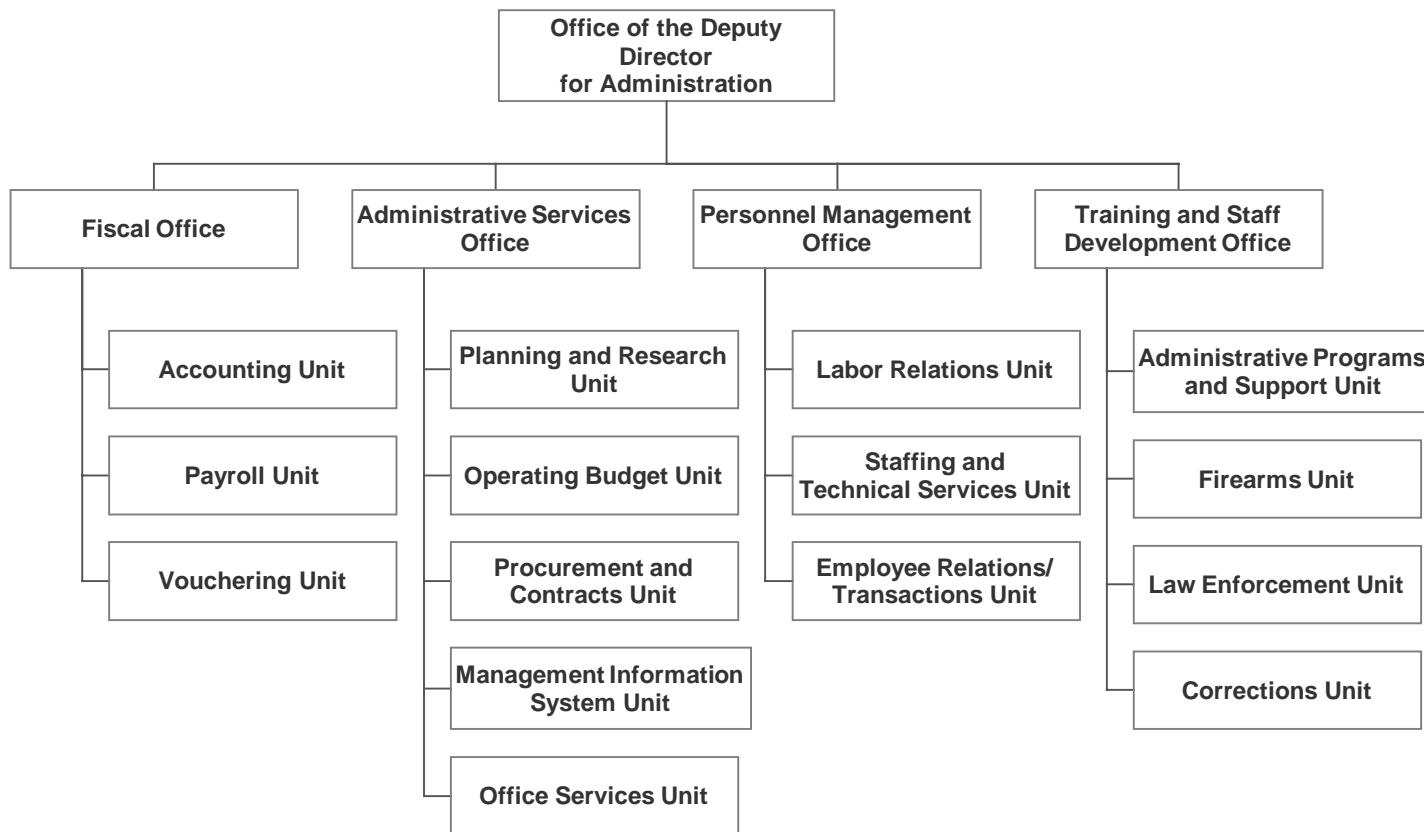 Office of the Deputy
Director
for Administration
Fiscal Office
Administrative Services
Office
Personnel Management
Office
Training and Staff
Development Office
Accounting Unit
Payroll Unit
Vouchering Unit
Planning and Research
Unit
Operating Budget Unit
Procurement and
Contracts Unit
Management Information
System Unit
Office Services Unit
Labor Relations Unit
Staffing and
Technical Services Unit
Employee Relations/
Transactions Unit
Administrative Programs
and Support Unit
Firearms Unit
Law Enforcement Unit
Corrections Unit